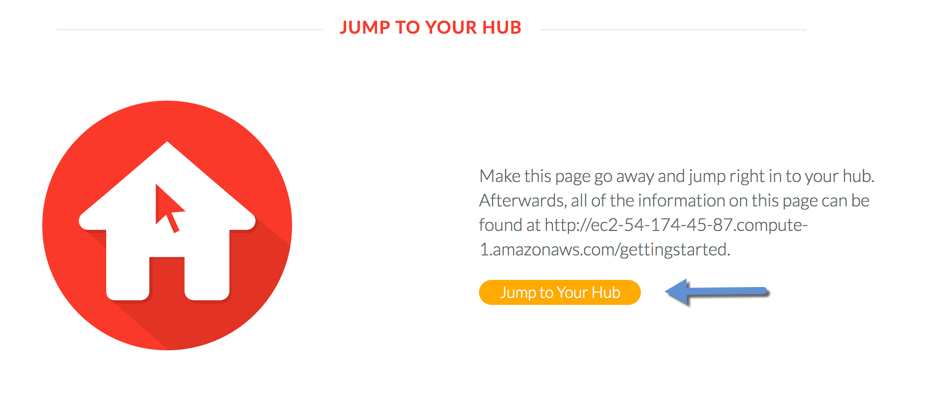 JUMP TO YOUR HUB
Make this page go away and jump right in to your hub.
Afterwards, all of the information on this page can be
found at http://ec2-54-174-45-87.compute-
1.amazonaws.com/gettingstarted.
Jump to Your Hub